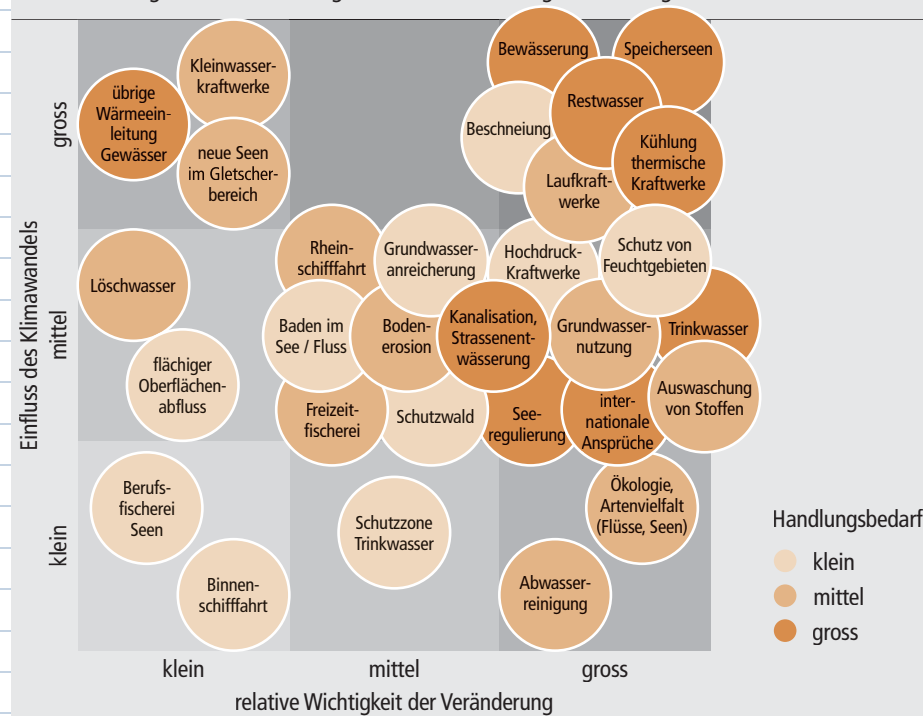 Bewässerung
Speicherseen
Kleinwasser-
kraftwerke
übrige
Wärmeein-
leitung
Gewässer
Restwasser
Beschneiung
Kühlung
thermische
Kraftwerke
neue Seen
im Gletscher-
bereich
Laufkraft-
werke
gross
Rhein-
schifffahrt
Grundwasser-
anreicherung
Hochdruck-
Kraftwerke
Schutz von
Feuchtgebieten
Löschwasser
Baden im
See / Fluss
Boden-
erosion
Kanalisation,
Strassenent-
wässerung
Grundwasser-
nutzung
Trinkwasser
flächiger
Oberflächen-
abfluss
Freizeit-
fischerei
Schutzwald
See-
regulierung
inter-
nationale
Ansprüche
Auswaschung
von Stoffen
mittel
Einfluss des Klimawandels
Berufs-
fischerei
Seen
Schutzzone
Trinkwasser
Ökologie,
Artenvielfalt
(Flüsse, Seen)
Binnen-
schifffahrt
Abwasser-
reinigung
klein
klein
mittel
gross
relative Wichtigkeit der Veränderung
Handlungsbedarf
klein
mittel
gross